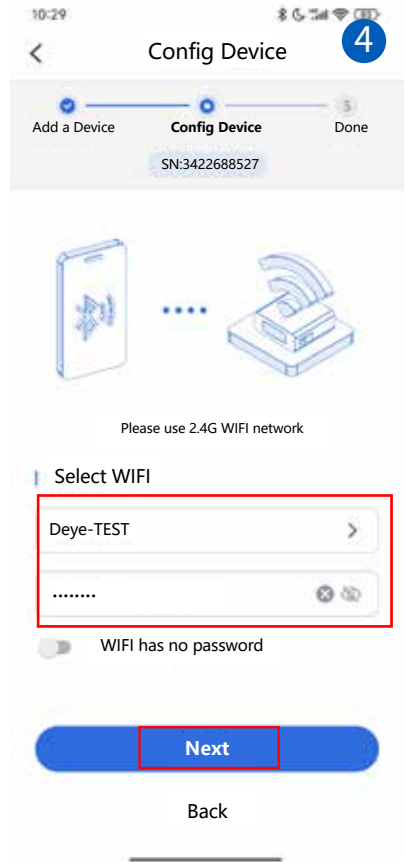 10:29
4
Config Device
3
Add a Device
Config Device
Done
SN:3422688527
Please use 2.4G WIFI network
Select WIFI
Deye-TEST
••••••••
WIFI has no password
Next
Back